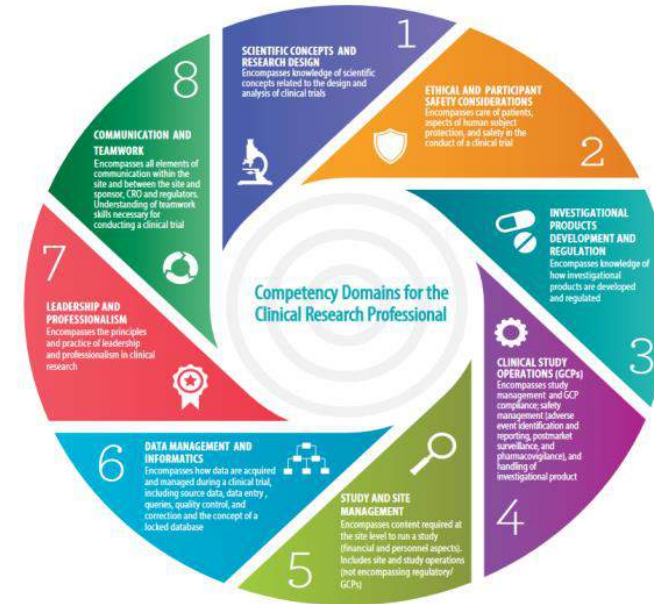 Competency Domains for the
Clinical Research Professional
1
SCIENTIFIC CONCEPTS AND
RESEARCH DESIGN
Encompasses knowledge of scientific
concepts related to the design and
analysis of clinical trials
2
ETHICAL AND PARTICIPANT
SAFETY CONSIDERATIONS
Encompasses care of patients,
aspects of human subject
protection, and safety in the
conduct of a clinical trial
3
INVESTIGATIONAL
PRODUCTS
DEVELOPMENT AND
REGULATION
Encompasses knowledge of
how investigational
products are developed
and regulated
4
CLINICAL STUDY
OPERATIONS (GCPs)
Encompasses study
management and GCP
compliance; safety
management (adverse
event identification and
reporting, postmarket
surveillance, and
pharmacovigilance), and
handling of
investigational product
5
STUDY AND SITE
MANAGEMENT
Encompasses content required at
the site level to run a study
(financial and personnel aspects).
Includes site and study operations
(not encompassing regulatory/
GCPs)
6
DATA MANAGEMENT AND
INFORMATICS
Encompasses how data are acquired
and managed during a clinical trial,
including source data, data entry ,
queries, quality control, and
correction and the concept of a
locked database
7
LEADERSHIP AND
PROFESSIONALISM
Encompasses the principles
and practice of leadership
and professionalism in clinical
research
8
COMMUNICATION AND
TEAMWORK
Encompasses all elements of
communication within the
site and between the site and
sponsor, CRO and regulators.
Understanding of teamwork
skills necessary for
conducting a clinical trial